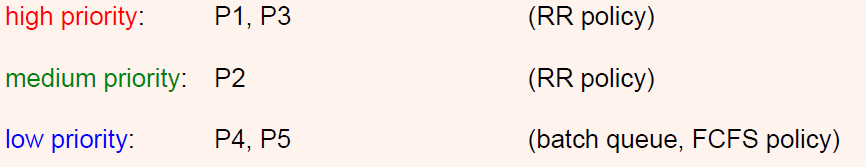 high priority: P1, P3 (RR policy)
medium priority: P2 (RR policy)
low priority: P4, P5 (batch queue, FCFS policy)